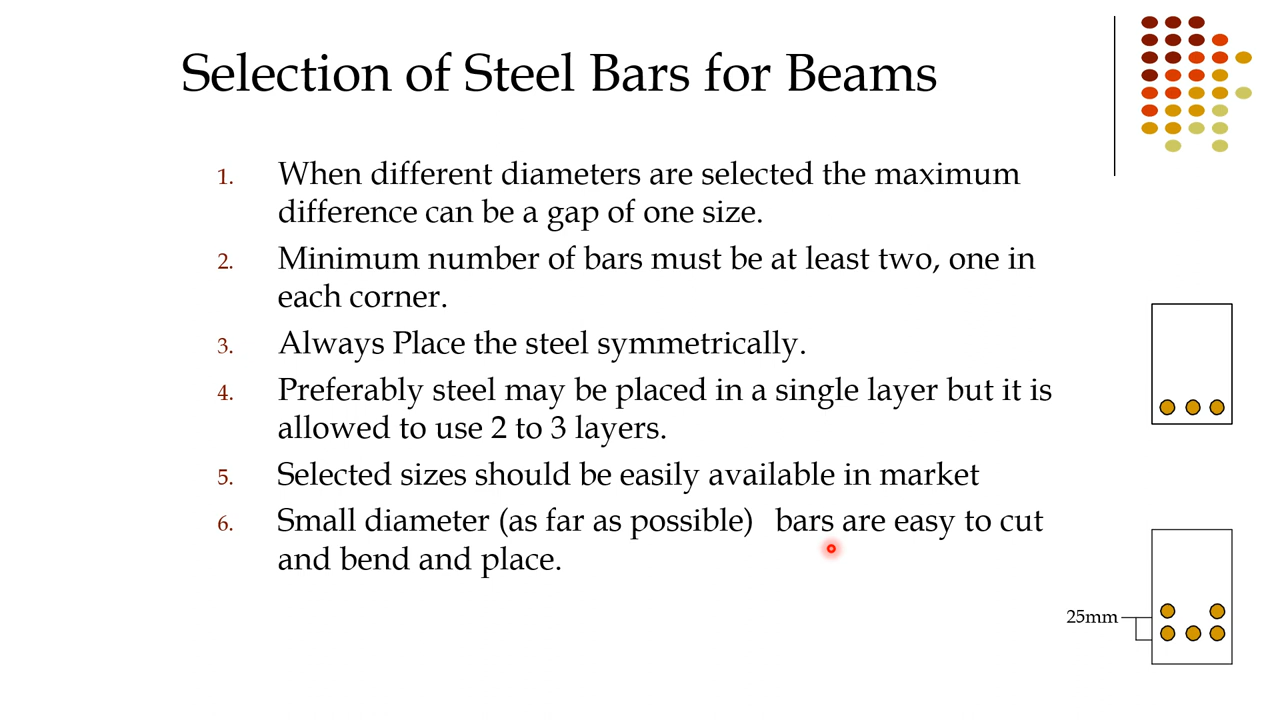 Selection of Steel Bars for Beams
1. When different diameters are selected the maximum
difference can be a gap of one size.
2. Minimum number of bars must be at least two, one in
each corner.
3. Always Place the steel symmetrically.
4. Preferably steel may be placed in a single layer but it is
allowed to use 2 to 3 layers.
5. Selected sizes should be easily available in market
6. Small diameter (as far as possible) bars are easy to cut
and bend and place.
25mm